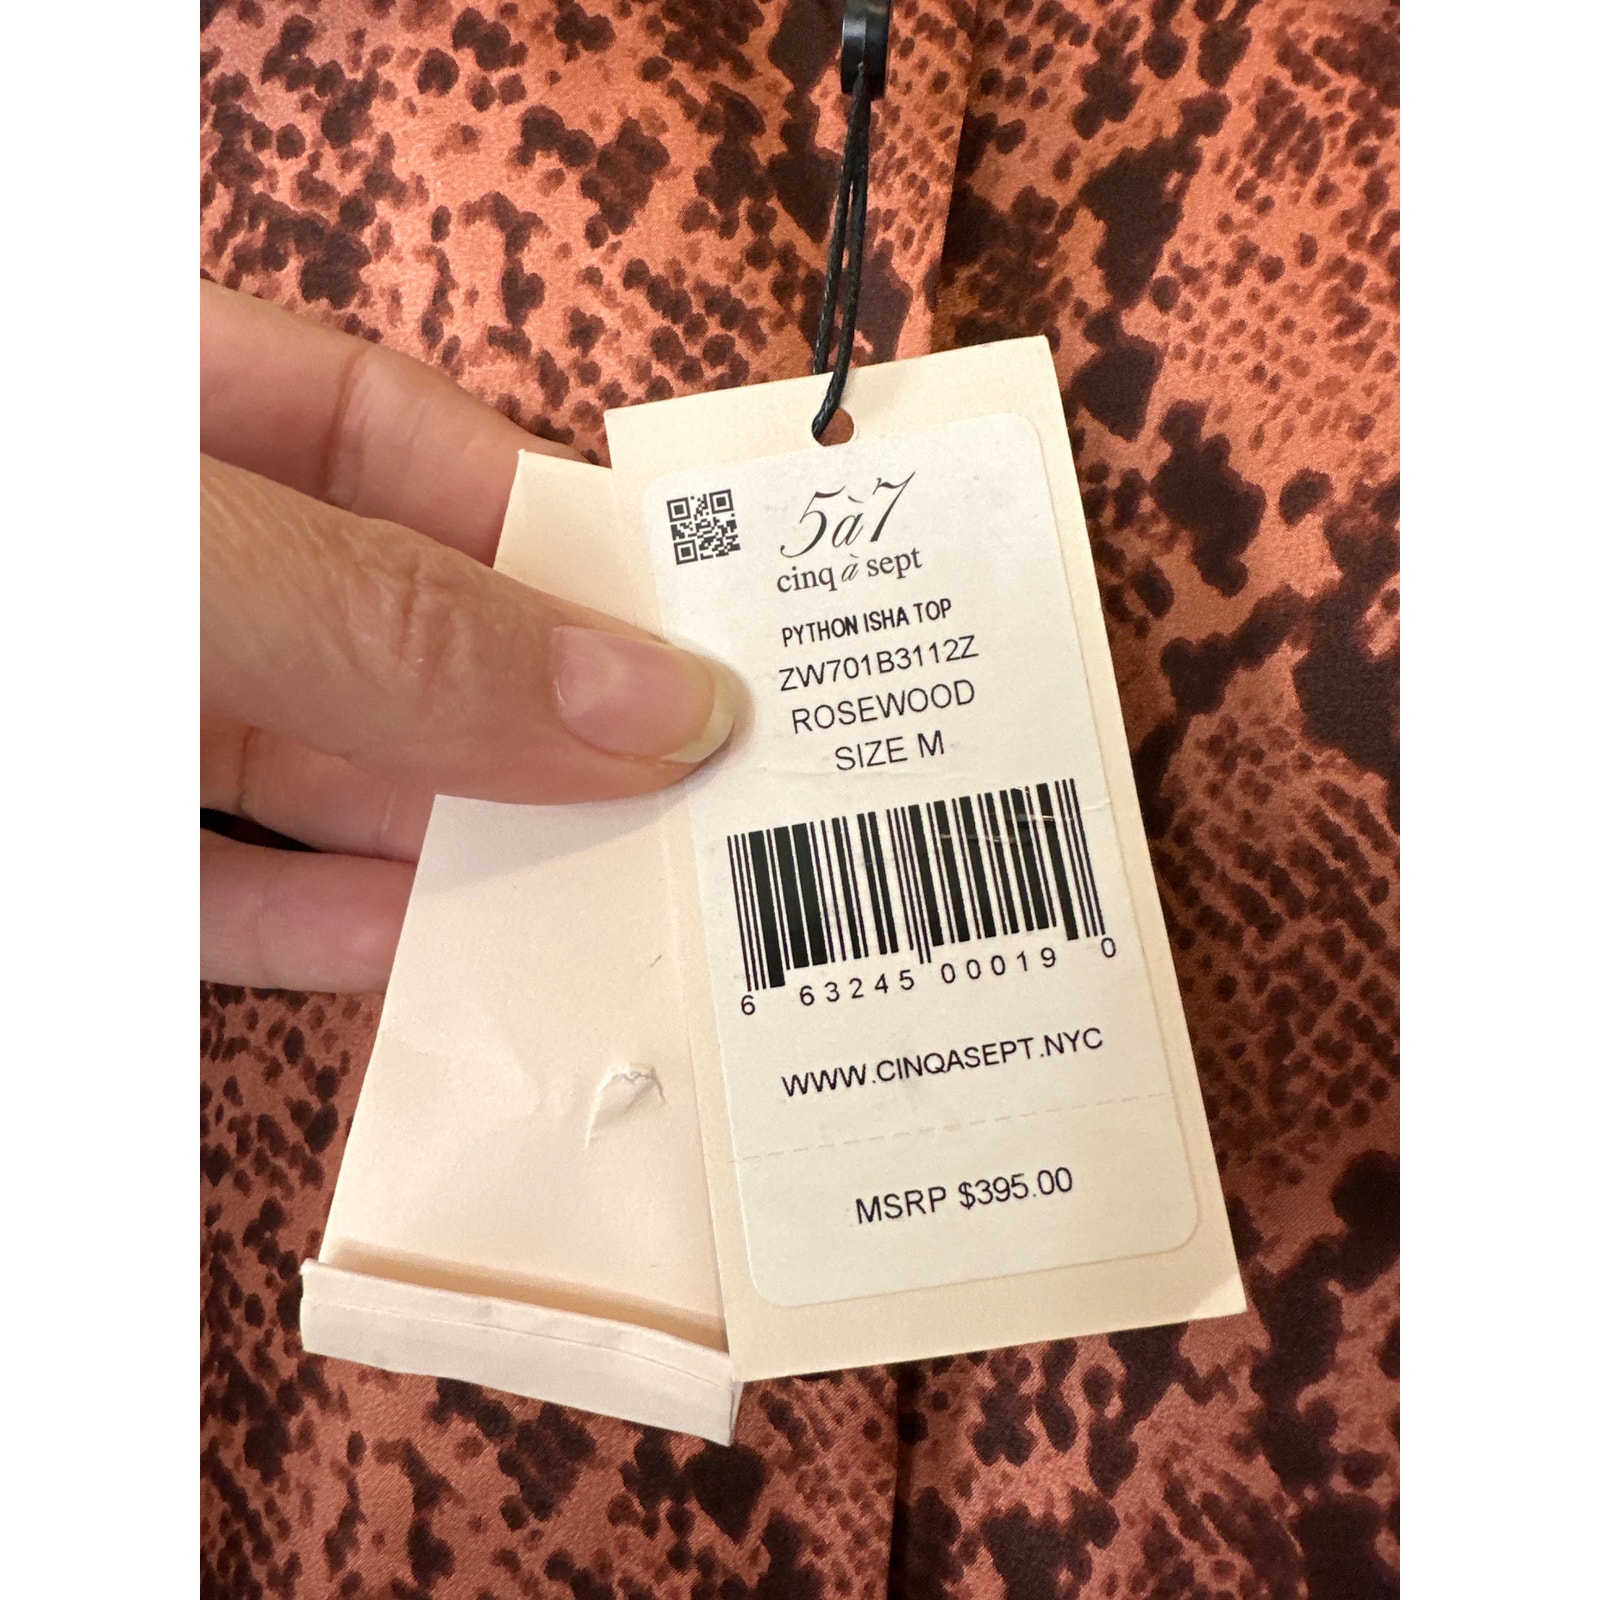 5à7
cinq à sept
PYTHON ISHA TOP
ZW701B3112Z
ROSEWOOD
SIZE M
6 63245 00019 0
WWW.CINQASEPT.NYC
MSRP $395.00